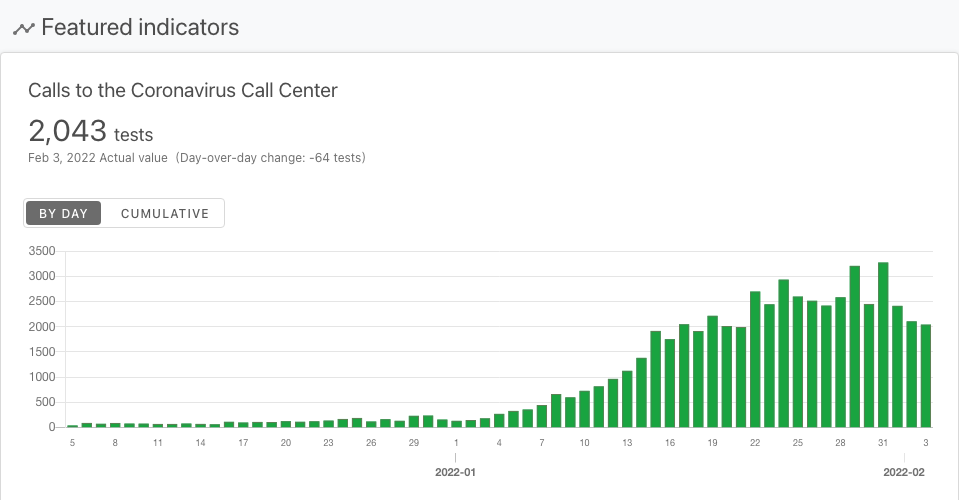 Featured indicators
Calls to the Coronavirus Call Center
2,043 tests
Feb 3, 2022 Actual value (Day-over-day change: -64 tests)
BY DAY CUMULATIVE
3500
3000
2500
2000
1500
1000
500
0
5 8 11 14 17 20 23 26 29 1 4 7 10 13 16 19 22 25 28 31 3
2022-01 2022-02